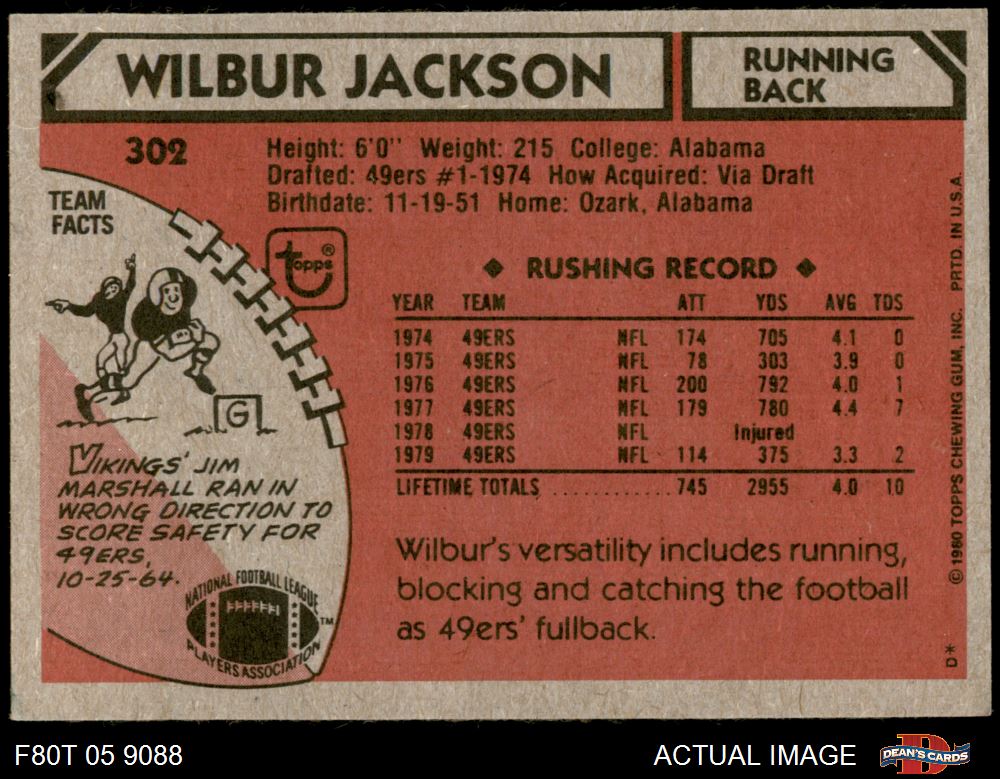 WILBUR JACKSON
RUNNING
BACK
302
Height: 6'0" Weight: 215 College: Alabama
Drafted: 49ers #1-1974 How Acquired: Via Draft
Birthdate: 11-19-51 Home: Ozark, Alabama
TEAM
FACTS
topps®
G
VIKINGS' JIM
MARSHALL RAN IN
WRONG DIRECTION TO
SCORE SAFETY FOR
49ERS,
10-25-64.
NATIONAL FOOTBALL LEAGUE
PLAYERS ASSOCIATION
TM
◆ RUSHING RECORD ◆
YEAR TEAM ATT YDS AVG TDS
1974 49ERS NFL 174 705 4.1 0
1975 49ERS NFL 78 303 3.9 0
1976 49ERS NFL 200 792 4.0 1
1977 49ERS NFL 179 780 4.4 7
1978 49ERS NFL Injured
1979 49ERS NFL 114 375 3.3 2
LIFETIME TOTALS ............ 745 2955 4.0 10
Wilbur's versatility includes running,
blocking and catching the football
as 49ers' fullback.
D* © 1980 TOPPS CHEWING GUM, INC. PRTD. IN U.S.A.
F80T 05 9088
ACTUAL IMAGE
DEAN'S CARDS